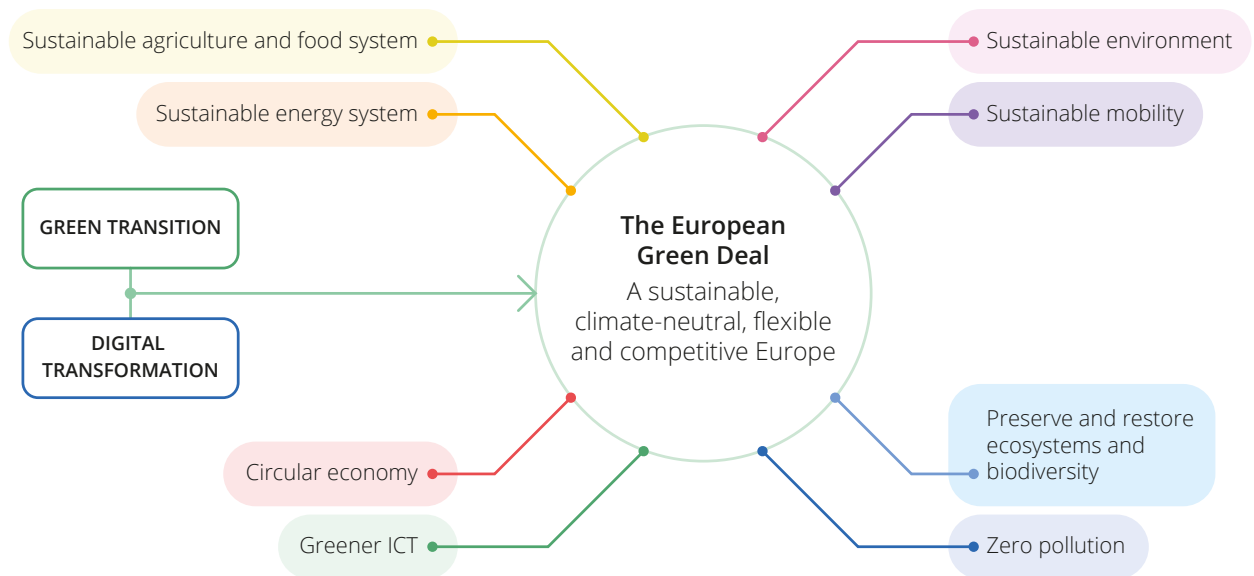 Sustainable agriculture and food system
Sustainable energy system
Sustainable environment
Sustainable mobility
GREEN TRANSITION
DIGITAL
TRANSFORMATION
The European
Green Deal
A sustainable,
climate-neutral, flexible
and competitive Europe
Circular economy
Greener ICT
Preserve and restore
ecosystems and
biodiversity
Zero pollution